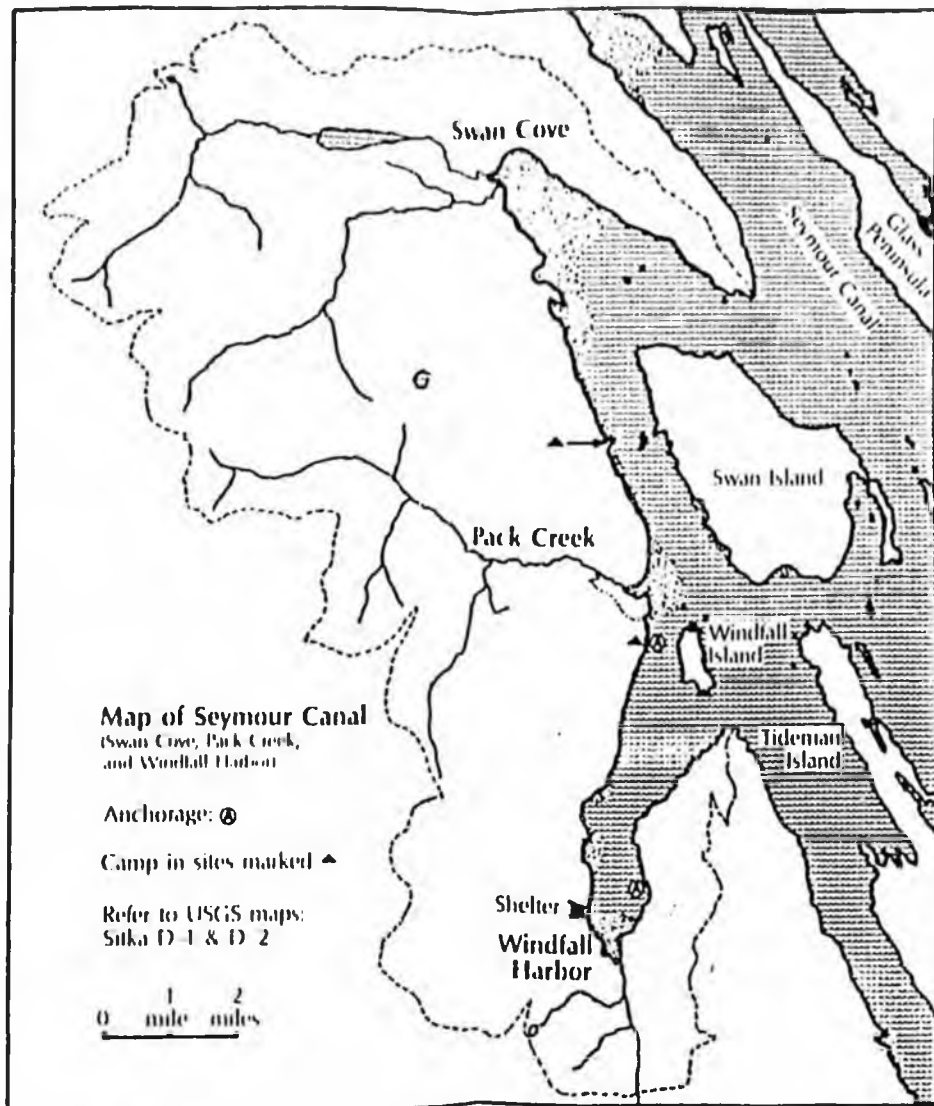 Swan Cove
Glass
Peninsula
Seymour Canal
G
Swan Island
Pack Creek
Windfall
Island
Tideman
Island
Map of Seymour Canal
(Swan Cove, Pack Creek,
and Windfall Harbor)
Anchorage: Ⓐ
Camp in sites marked ▲
Refer to USGS maps:
Sitka D-1 & D-2
Shelter
Windfall
Harbor
1 2
0 mile miles